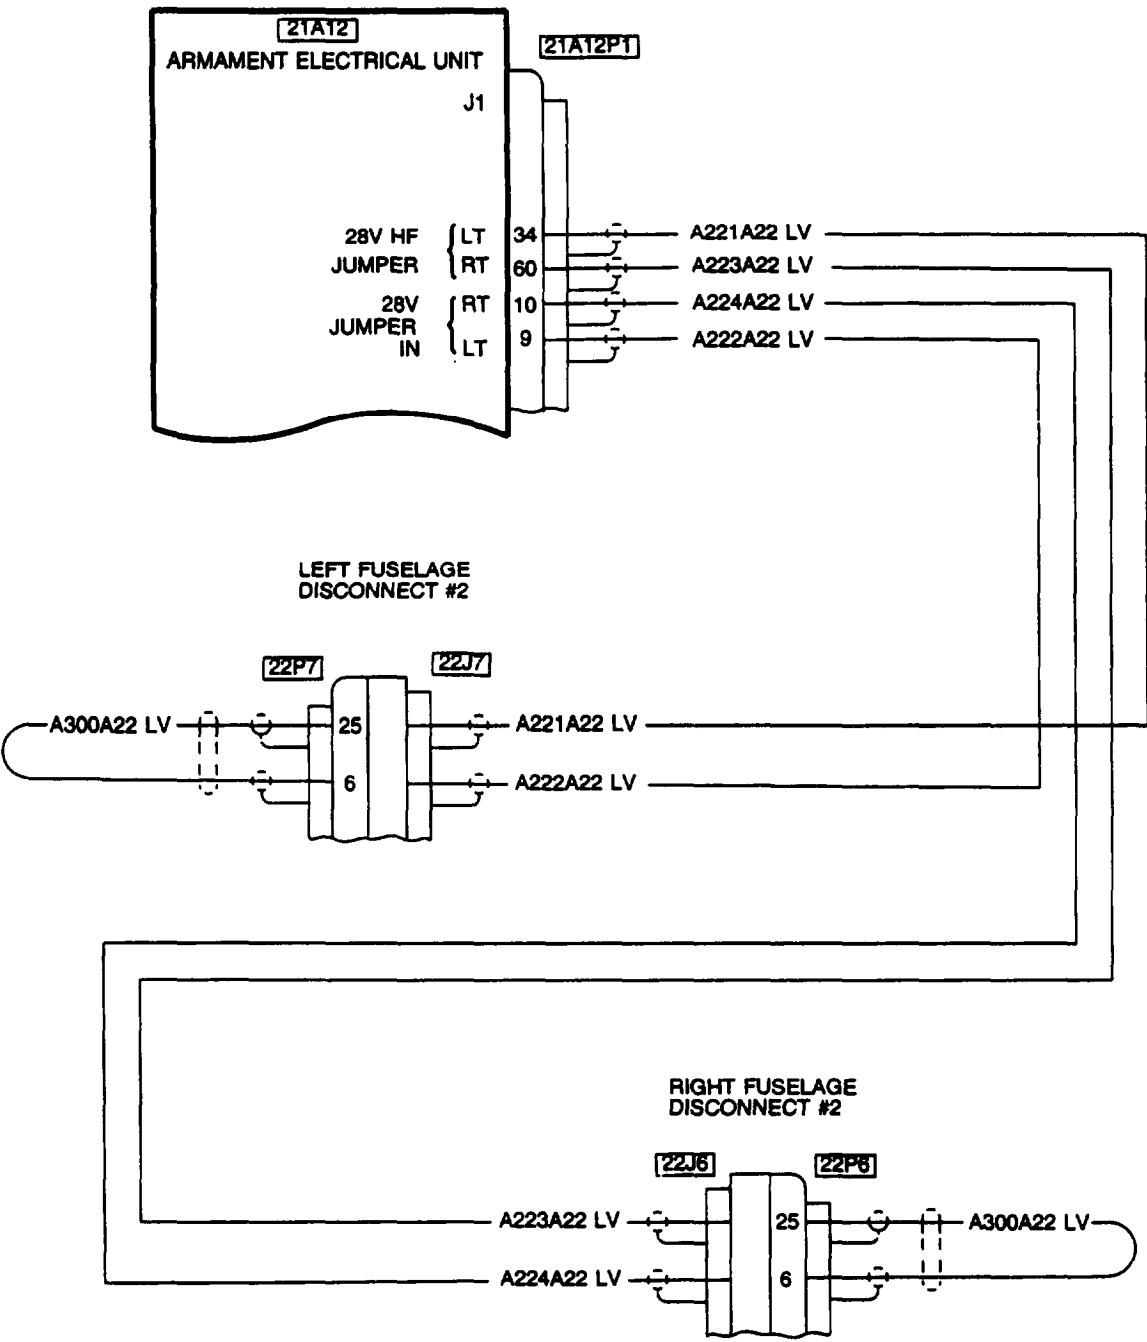 21A12
ARMAMENT ELECTRICAL UNIT
21A12P1
J1
28V HF
JUMPER
LT
RT
34
60
A221A22 LV
A223A22 LV
28V
JUMPER
IN
RT
LT
10
9
A224A22 LV
A222A22 LV
LEFT FUSELAGE
DISCONNECT #2
22P7
22J7
A300A22 LV
25
A221A22 LV
6
A222A22 LV
RIGHT FUSELAGE
DISCONNECT #2
22J6
22P6
A223A22 LV
25
A300A22 LV
A224A22 LV
6